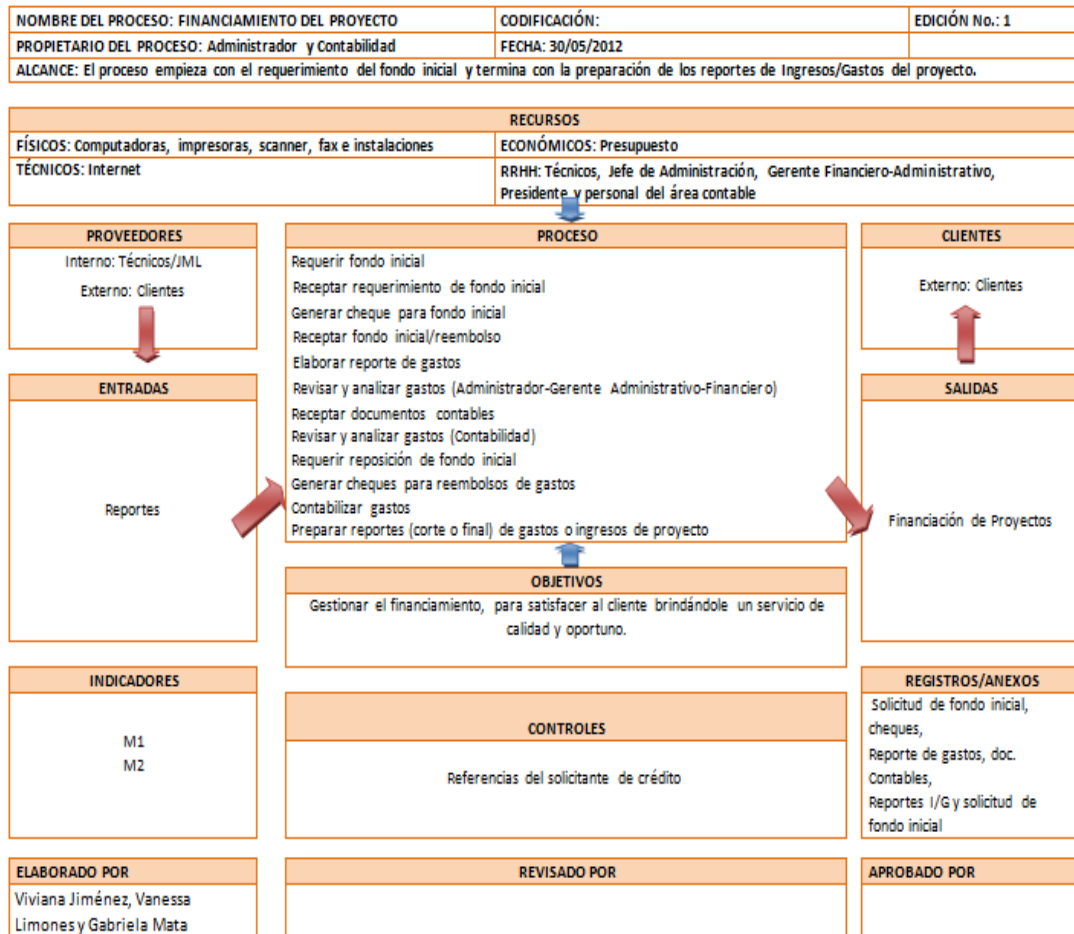 NOMBRE DEL PROCESO: FINANCIAMIENTO DEL PROYECTO
CODIFICACIÓN:
EDICIÓN No.: 1
PROPIETARIO DEL PROCESO: Administrador y Contabilidad
FECHA: 30/05/2012
ALCANCE: El proceso empieza con el requerimiento del fondo inicial y termina con la preparación de los reportes de Ingresos/Gastos del proyecto.
RECURSOS
FÍSICOS: Computadoras, impresoras, scanner, fax e instalaciones
ECONÓMICOS: Presupuesto
TÉCNICOS: Internet
RRHH: Técnicos, Jefe de Administración, Gerente Financiero-Administrativo,
Presidente y personal del área contable
PROVEEDORES
Interno: Técnicos/JML
Externo: Clientes
PROCESO
Requerir fondo inicial
Receptar requerimiento de fondo inicial
Generar cheque para fondo inicial
Receptar fondo inicial/reembolso
Elaborar reporte de gastos
Revisar y analizar gastos (Administrador-Gerente Administrativo-Financiero)
Receptar documentos contables
Revisar y analizar gastos (Contabilidad)
Requerir reposición de fondo inicial
Generar cheques para reembolsos de gastos
Contabilizar gastos
Preparar reportes (corte o final) de gastos o ingresos de proyecto
CLIENTES
Externo: Clientes
ENTRADAS
Reportes
SALIDAS
Financiación de Proyectos
OBJETIVOS
Gestionar el financiamiento, para satisfacer al cliente brindándole un servicio de
calidad y oportuno.
INDICADORES
M1
M2
CONTROLES
Referencias del solicitante de crédito
REGISTROS/ANEXOS
Solicitud de fondo inicial,
cheques,
Reporte de gastos, doc.
Contables,
Reportes I/G y solicitud de
fondo inicial
ELABORADO POR
Viviana Jiménez, Vanessa
Limones y Gabriela Mata
REVISADO POR
APROBADO POR